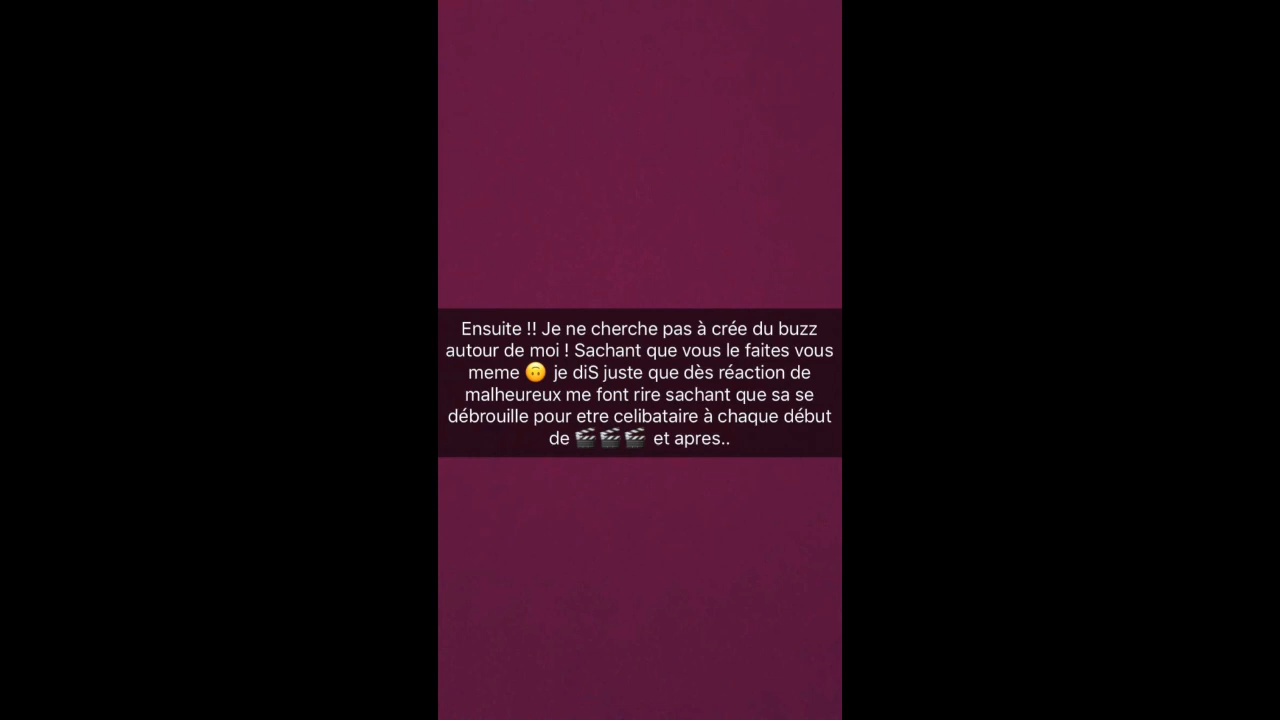 Ensuite !! Je ne cherche pas à crée du buzz
autour de moi ! Sachant que vous le faites vous
meme 🙃 je diS juste que dès réaction de
malheureux me font rire sachant que sa se
débrouille pour etre celibataire à chaque début
de 🎬🎬🎬 et apres..